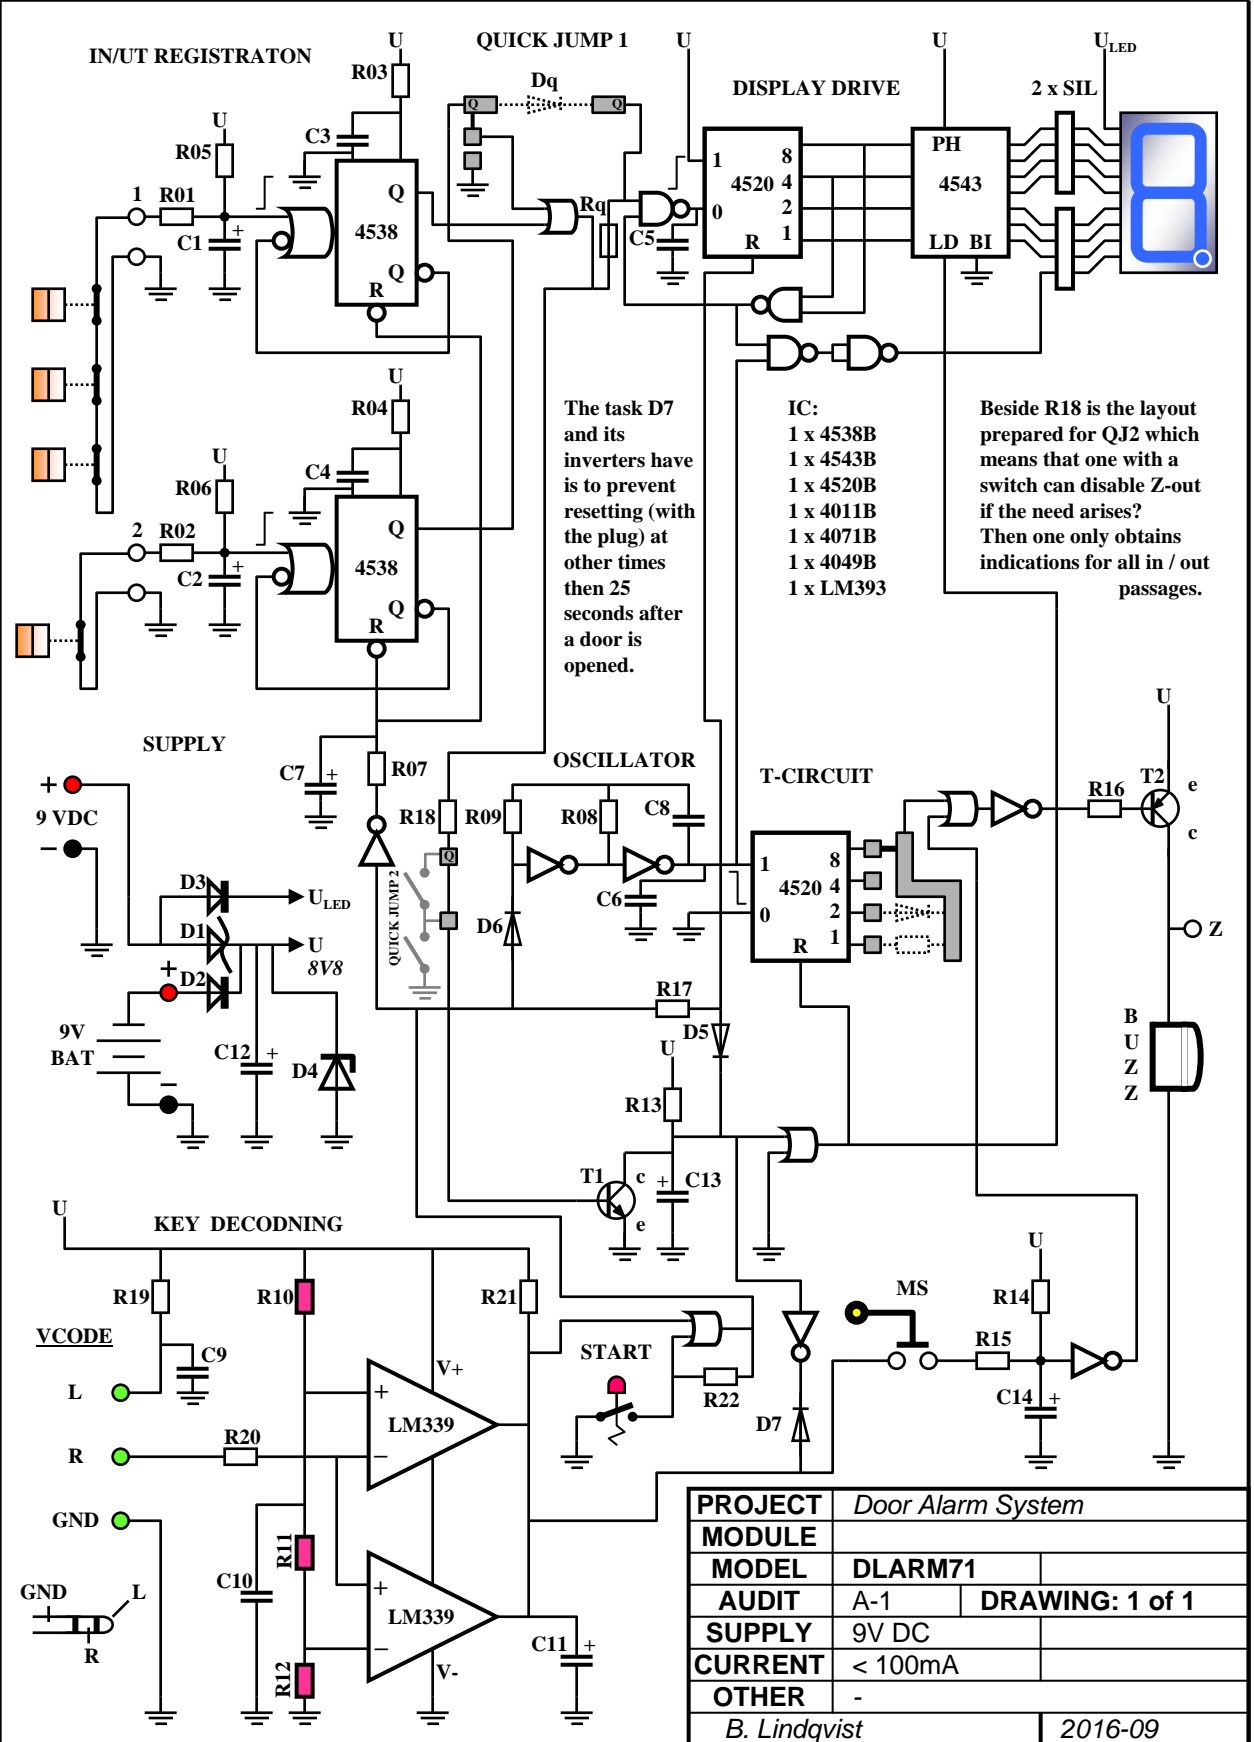 IN/UT REGISTRATON
U
QUICK JUMP 1
U
U
U LED
R03
Dq
DISPLAY DRIVE
2 x SIL
Q
Q
U
C3
R05
1
8
PH
4520
4
4543
1
R01
Q
Rq
0
2
C1
+
4538
C5
R
1
LD BI
Q
R
U
R04
The task D7
and its
inverters have
is to prevent
resetting (with
the plug) at
other times
then 25
seconds after
a door is
opened.
IC:
1 x 4538B
1 x 4543B
1 x 4520B
1 x 4011B
1 x 4071B
1 x 4049B
1 x LM393
Beside R18 is the layout
prepared for QJ2 which
means that one with a
switch can disable Z-out
if the need arises?
Then one only obtains
indications for all in / out
passages.
U
C4
R06
2
R02
Q
C2
+
4538
Q
R
U
SUPPLY
OSCILLATOR
T-CIRCUIT
C7
+
R07
T2
e
+
R16
9 VDC
R18
R09
R08
C8
c
–
Q
1
8
4520
4
D3
U LED
QUICK JUMP 2
C6
0
2
D1
U
8V8
D6
R
1
Z
+
D2
R17
9V
BAT
C12
+
D4
D5
U
B
U
Z
Z
–
R13
T1
c
+
C13
e
U
KEY DECODNING
U
R19
R10
R21
MS
R14
VCODE
C9
V+
START
R15
L
+
LM339
R22
C14
+
R
R20
–
D7
GND
R11
C10
+
GND
L
LM339
C11
+
R
R12
–
V-
PROJECT Door Alarm System
MODULE
MODEL DLARM71
AUDIT A-1 DRAWING: 1 of 1
SUPPLY 9V DC
CURRENT < 100mA
OTHER -
B. Lindqvist 2016-09